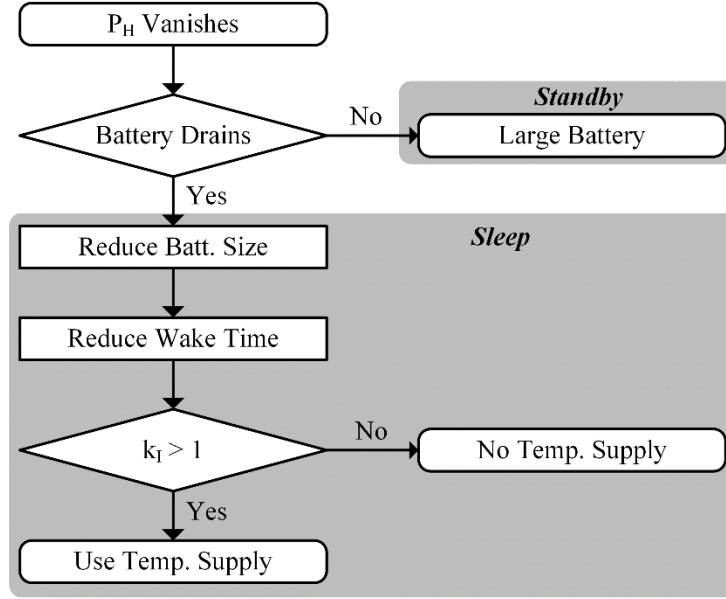 P_H Vanishes
Standby
Battery Drains
No
Large Battery
Yes
Sleep
Reduce Batt. Size
Reduce Wake Time
k_I > 1
No
No Temp. Supply
Yes
Use Temp. Supply